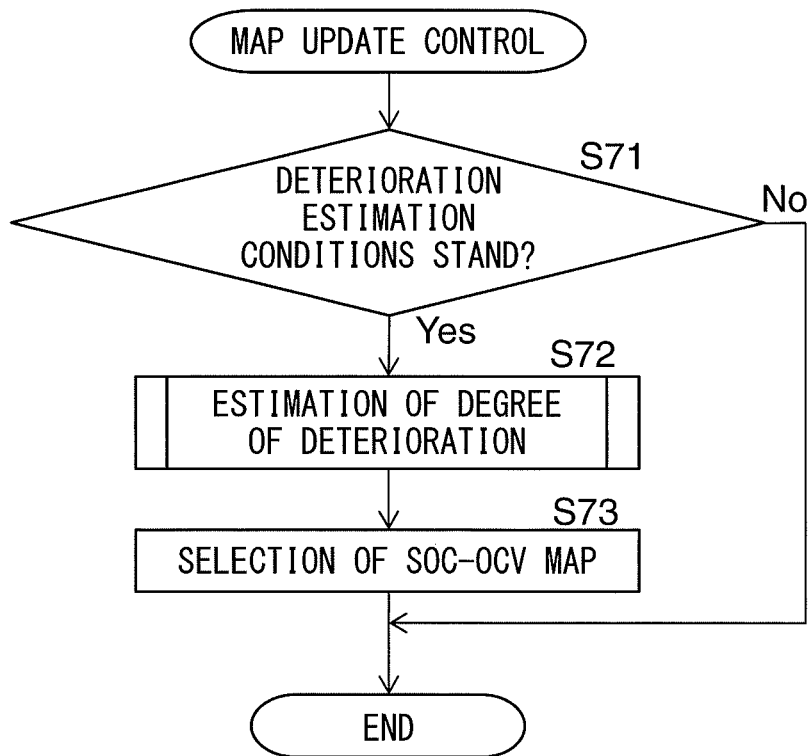 MAP UPDATE CONTROL
S71
DETERIORATION
ESTIMATION
CONDITIONS STAND?
No
Yes
S72
ESTIMATION OF DEGREE
OF DETERIORATION
S73
SELECTION OF SOC-OCV MAP
END